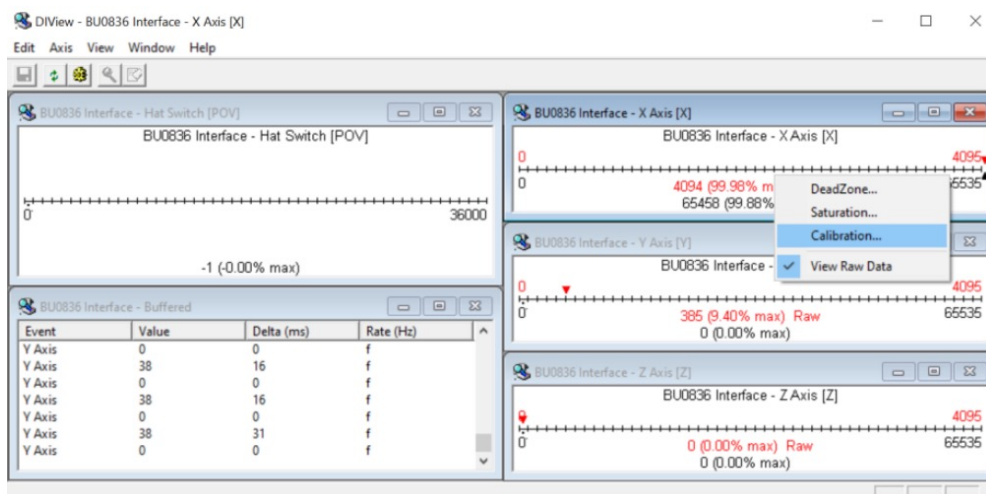 DIView - BU0836 Interface - X Axis [X]
Edit Axis View Window Help
BU0836 Interface - Hat Switch [POV]
BU0836 Interface - Hat Switch [POV]
0
36000
-1 (-0.00% max)
BU0836 Interface - Buffered
Event Value Delta (ms) Rate (Hz)
Y Axis 0 0 f
Y Axis 38 16 f
Y Axis 0 0 f
Y Axis 38 16 f
Y Axis 0 0 f
Y Axis 38 31 f
Y Axis 0 0 f
BU0836 Interface - X Axis [X]
BU0836 Interface - X Axis [X]
0 4095
0 65535
4094 (99.98% m
65458 (99.88%
DeadZone...
Saturation...
Calibration...
View Raw Data
BU0836 Interface - Y Axis [Y]
BU0836 Interface -
0 4095
0 65535
385 (9.40% max) Raw
0 (0.00% max)
BU0836 Interface - Z Axis [Z]
BU0836 Interface - Z Axis [Z]
4095
0 65535
0 (0.00% max) Raw
0 (0.00% max)